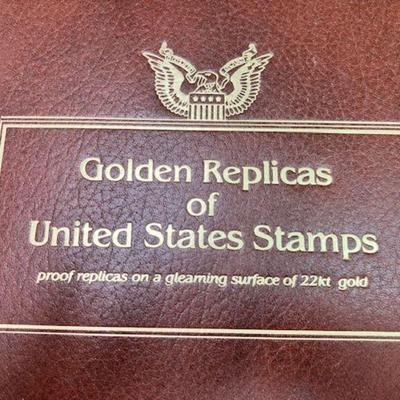 Golden Replicas
of
United States Stamps
proof replicas on a gleaming surface of 22kt gold